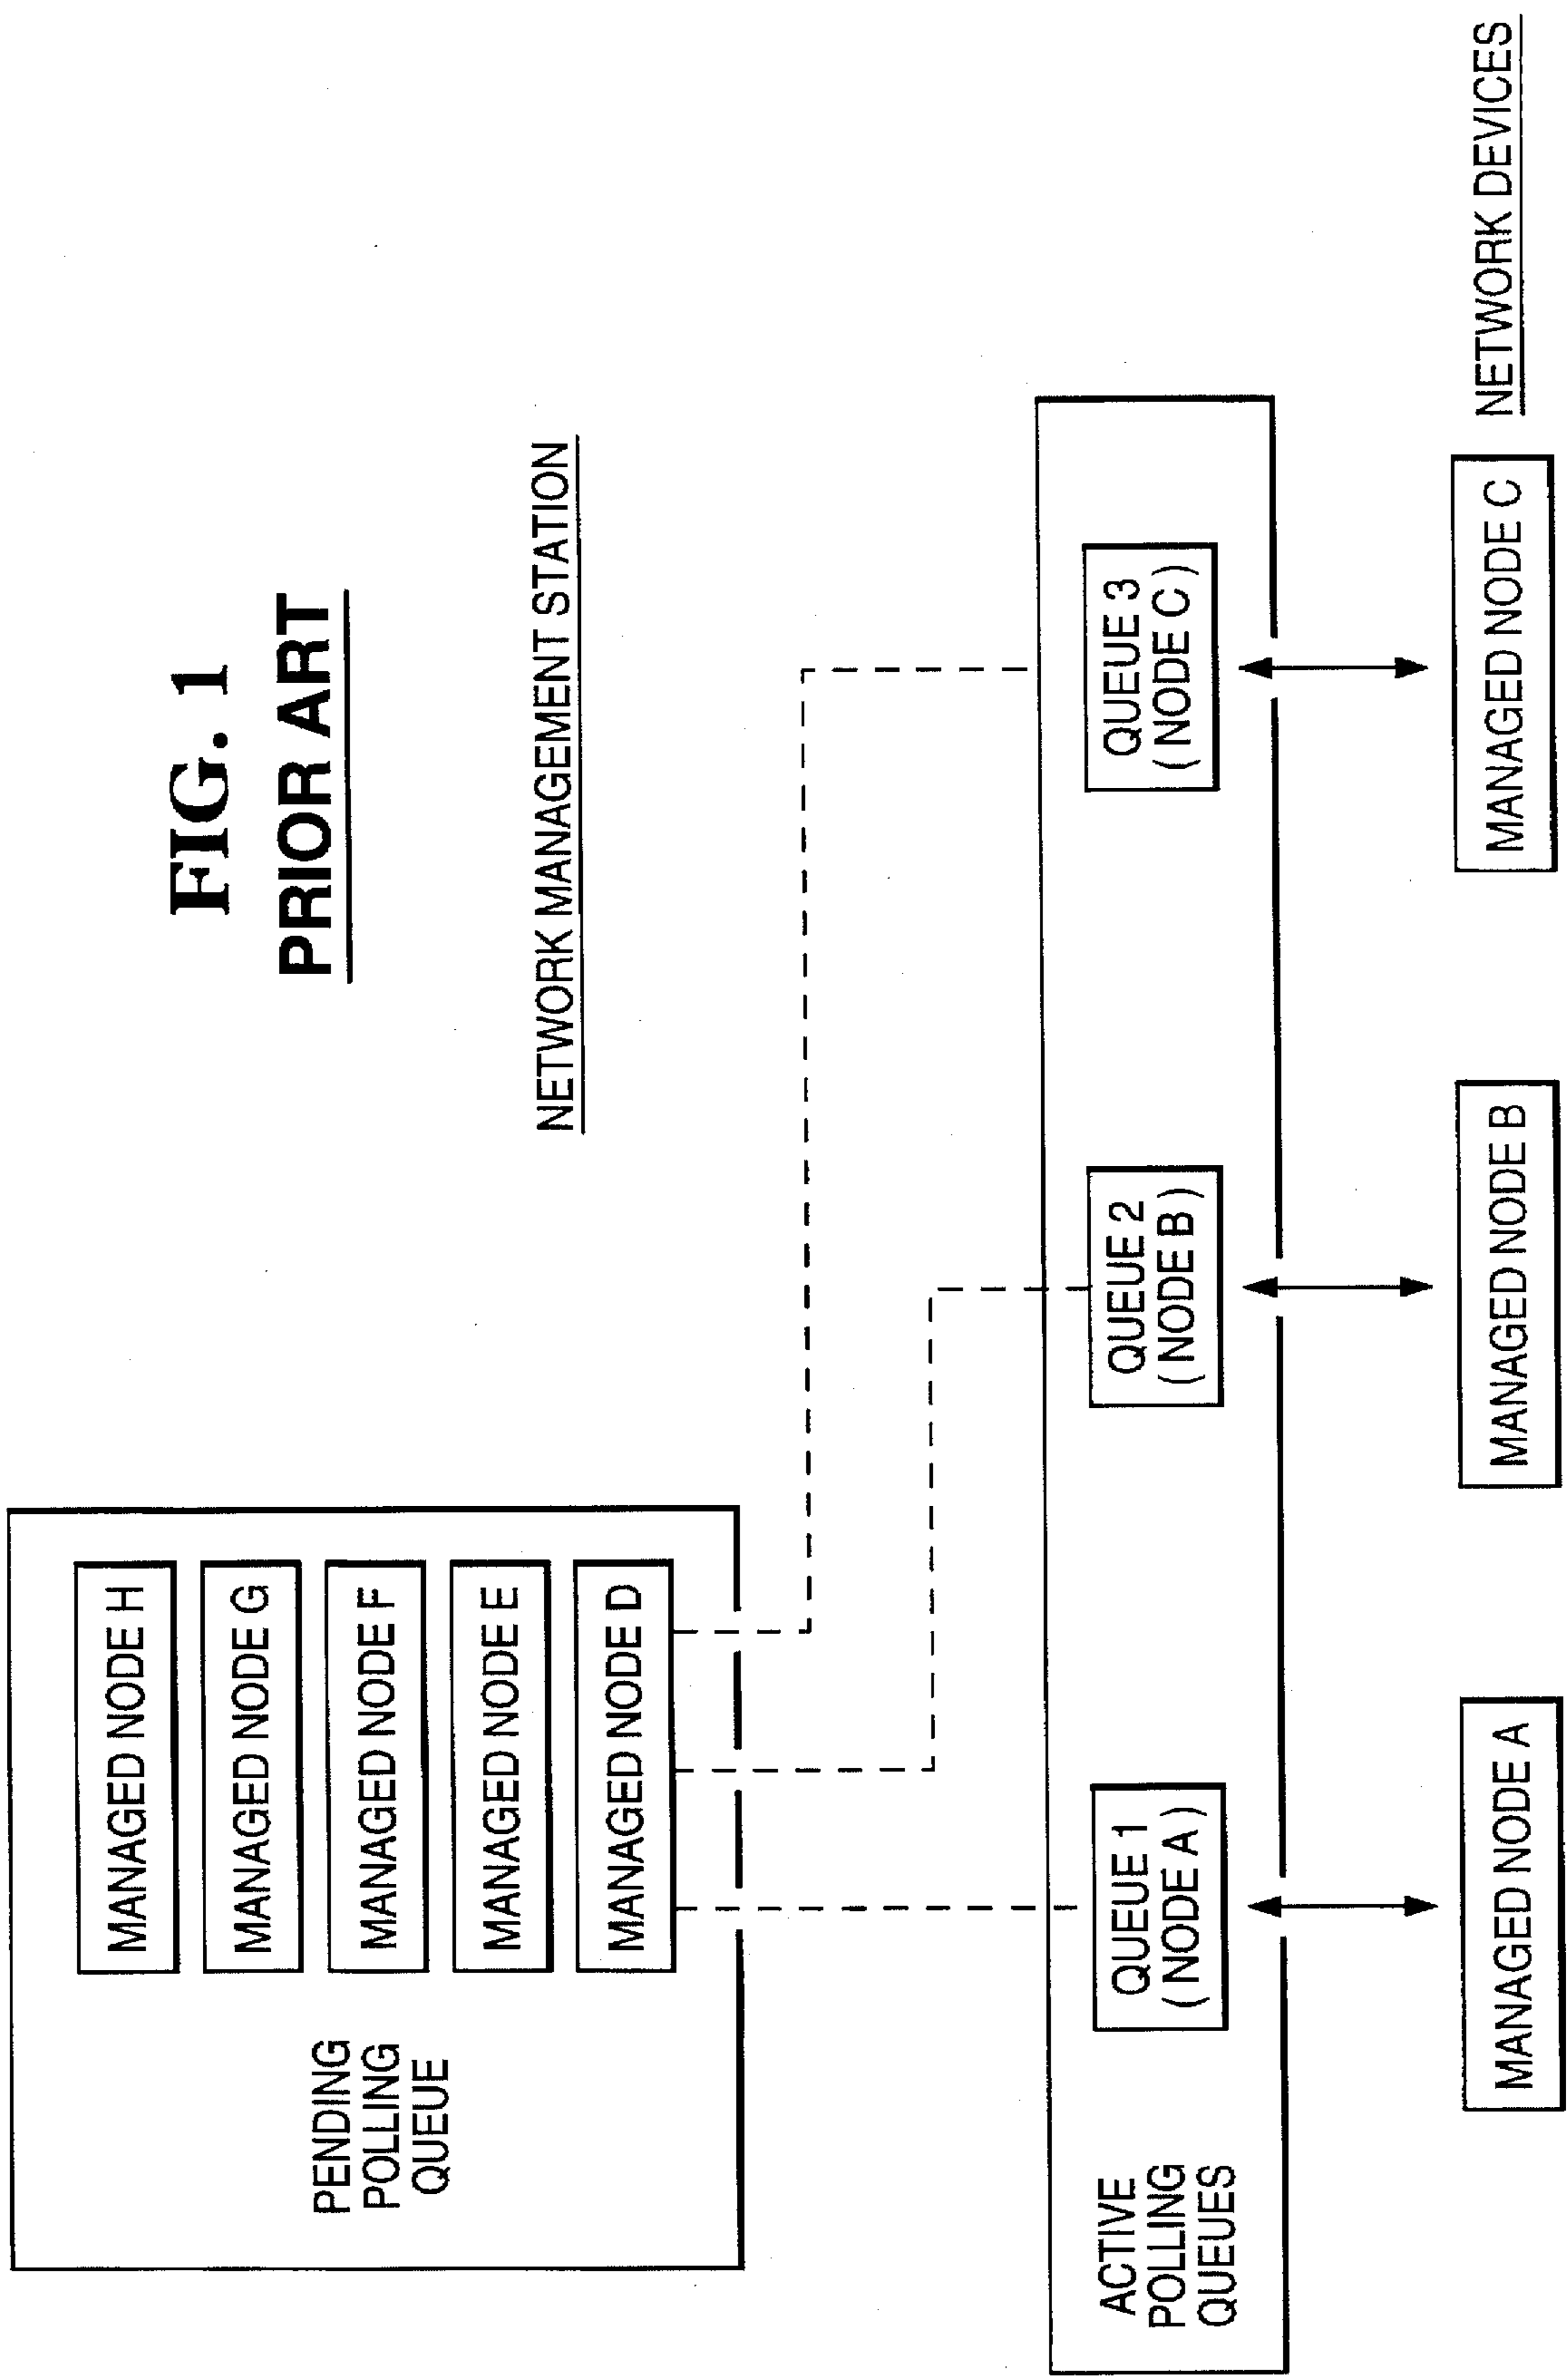 FIG. 1
PRIOR ART
NETWORK MANAGEMENT STATION
PENDING
POLLING
QUEUE
MANAGED NODE H
MANAGED NODE G
MANAGED NODE F
MANAGED NODE E
MANAGED NODE D
ACTIVE
POLLING
QUEUES
QUEUE 1
( NODE A )
QUEUE 2
( NODE B )
QUEUE 3
( NODE C )
MANAGED NODE A
MANAGED NODE B
MANAGED NODE C
NETWORK DEVICES